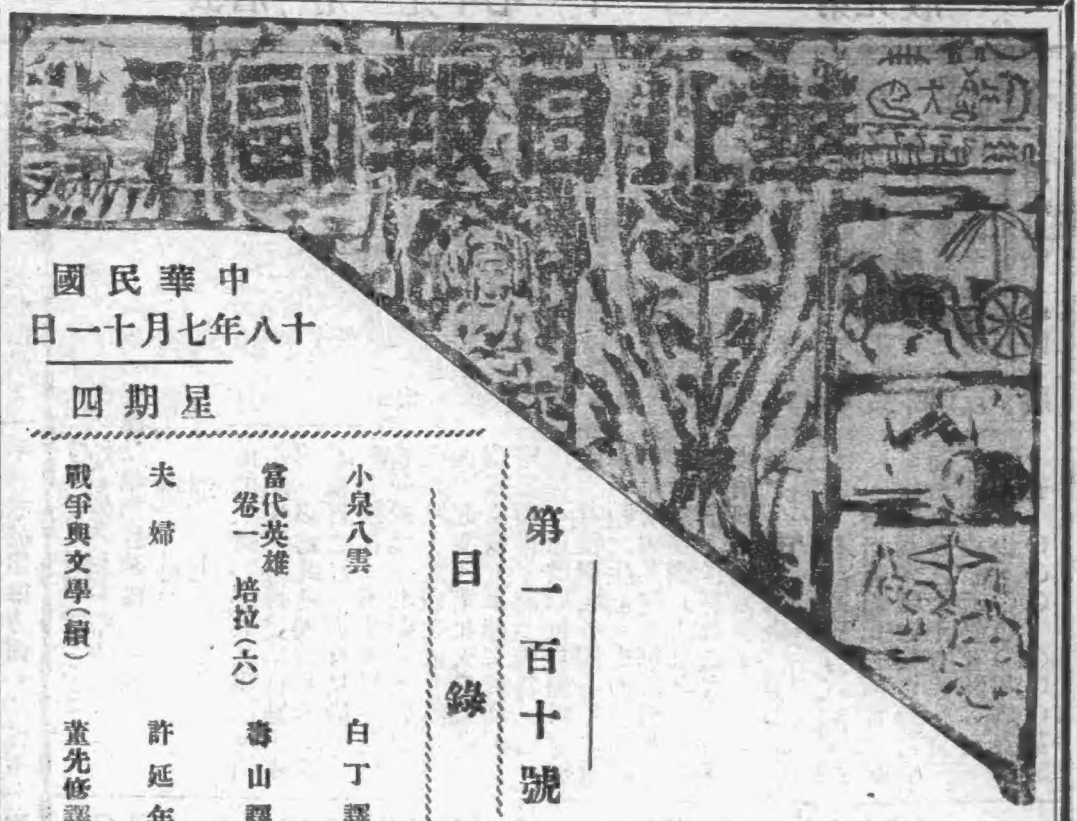 華北日報副刊
中華民國
十八年七月十一日
星期四
第一百十號
目錄
小泉八雲　白丁譯
當代英雄卷一　培拉(六)　壽山譯
夫婦　許延年
戰爭與文學(續)　董先修譯